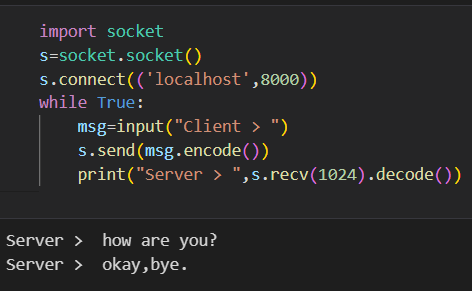 import socket
s=socket.socket()
s.connect(('localhost',8000))
while True:
    msg=input("Client > ")
    s.send(msg.encode())
    print("Server > ",s.recv(1024).decode())
Server >  how are you?
Server >  okay,bye.